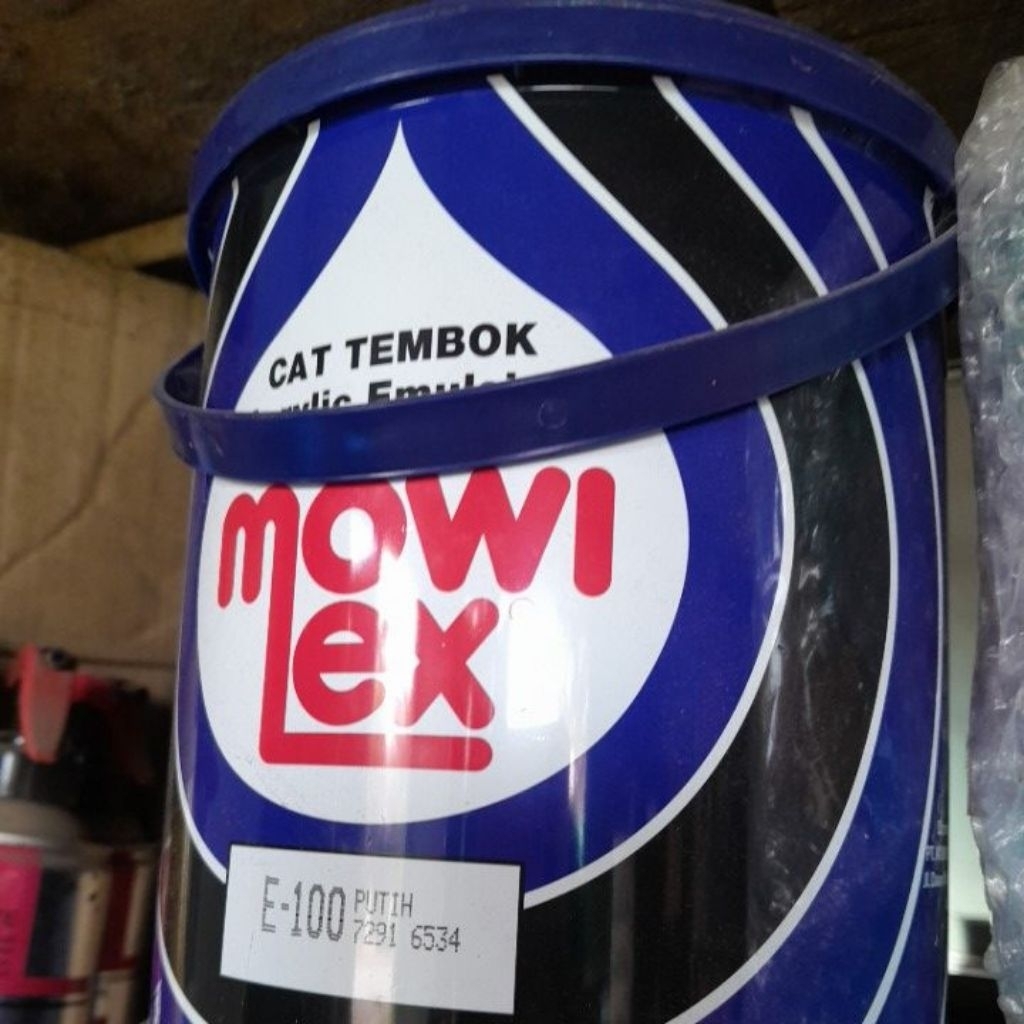 CAT TEMBOK
mowi
Lex
E-100 PUTIH
7291 6534